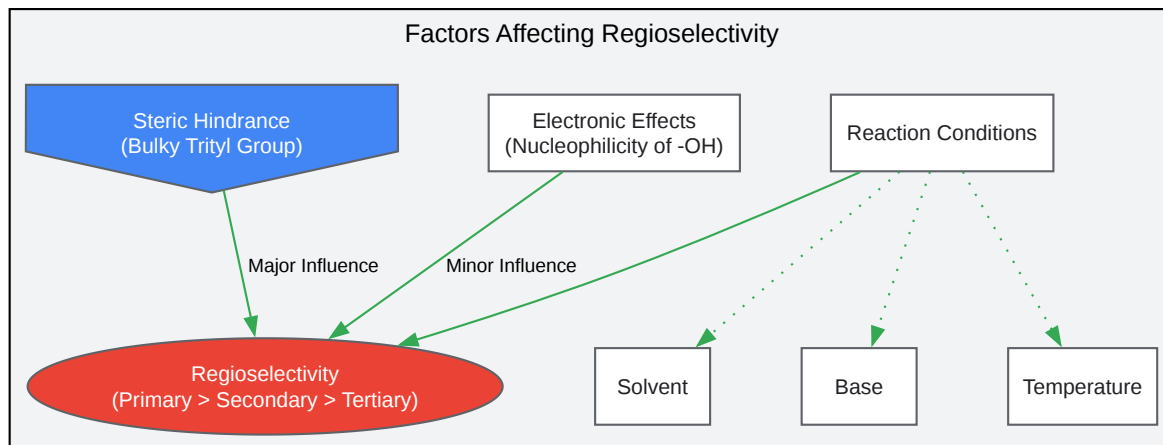 Factors Affecting Regioselectivity
Steric Hindrance
(Bulky Trityl Group)
Electronic Effects
(Nucleophilicity of -OH)
Reaction Conditions
Major Influence
Minor Influence
Regioselectivity
(Primary > Secondary > Tertiary)
Solvent
Base
Temperature